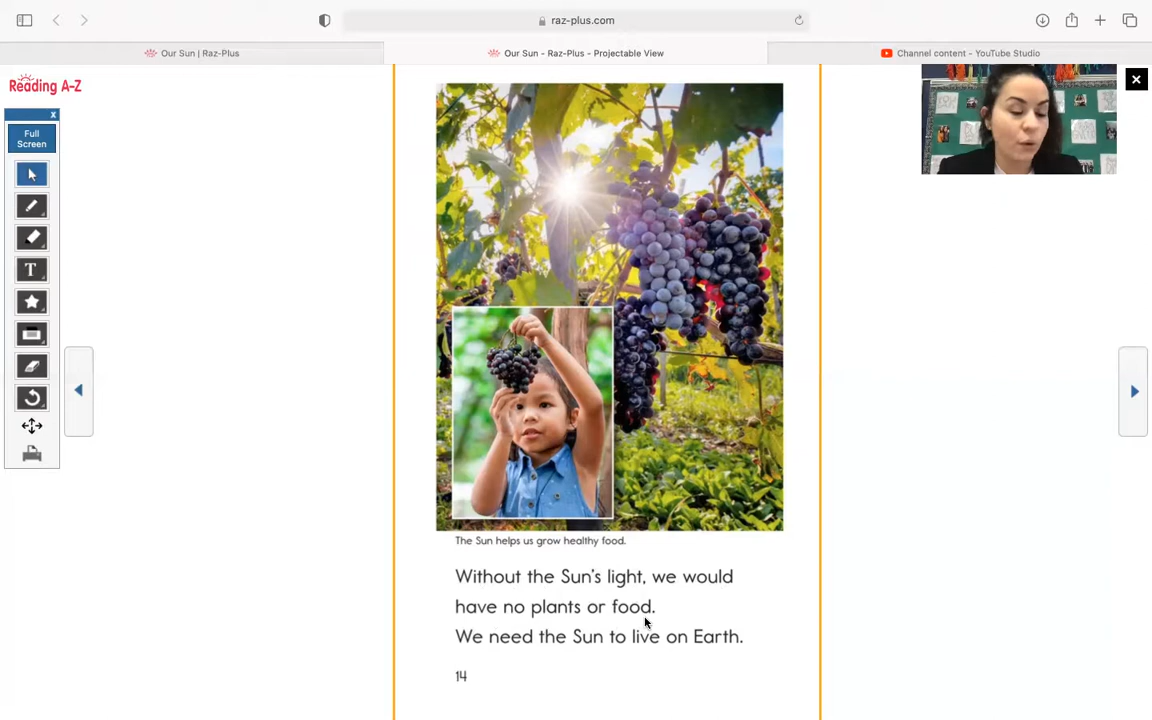 raz-plus.com
Our Sun | Raz-Plus
Our Sun - Raz-Plus - Projectable View
Channel content - YouTube Studio
Reading A-Z
x
Full
Screen
T
The Sun helps us grow healthy food.
Without the Sun's light, we would
have no plants or food.
We need the Sun to live on Earth.
14